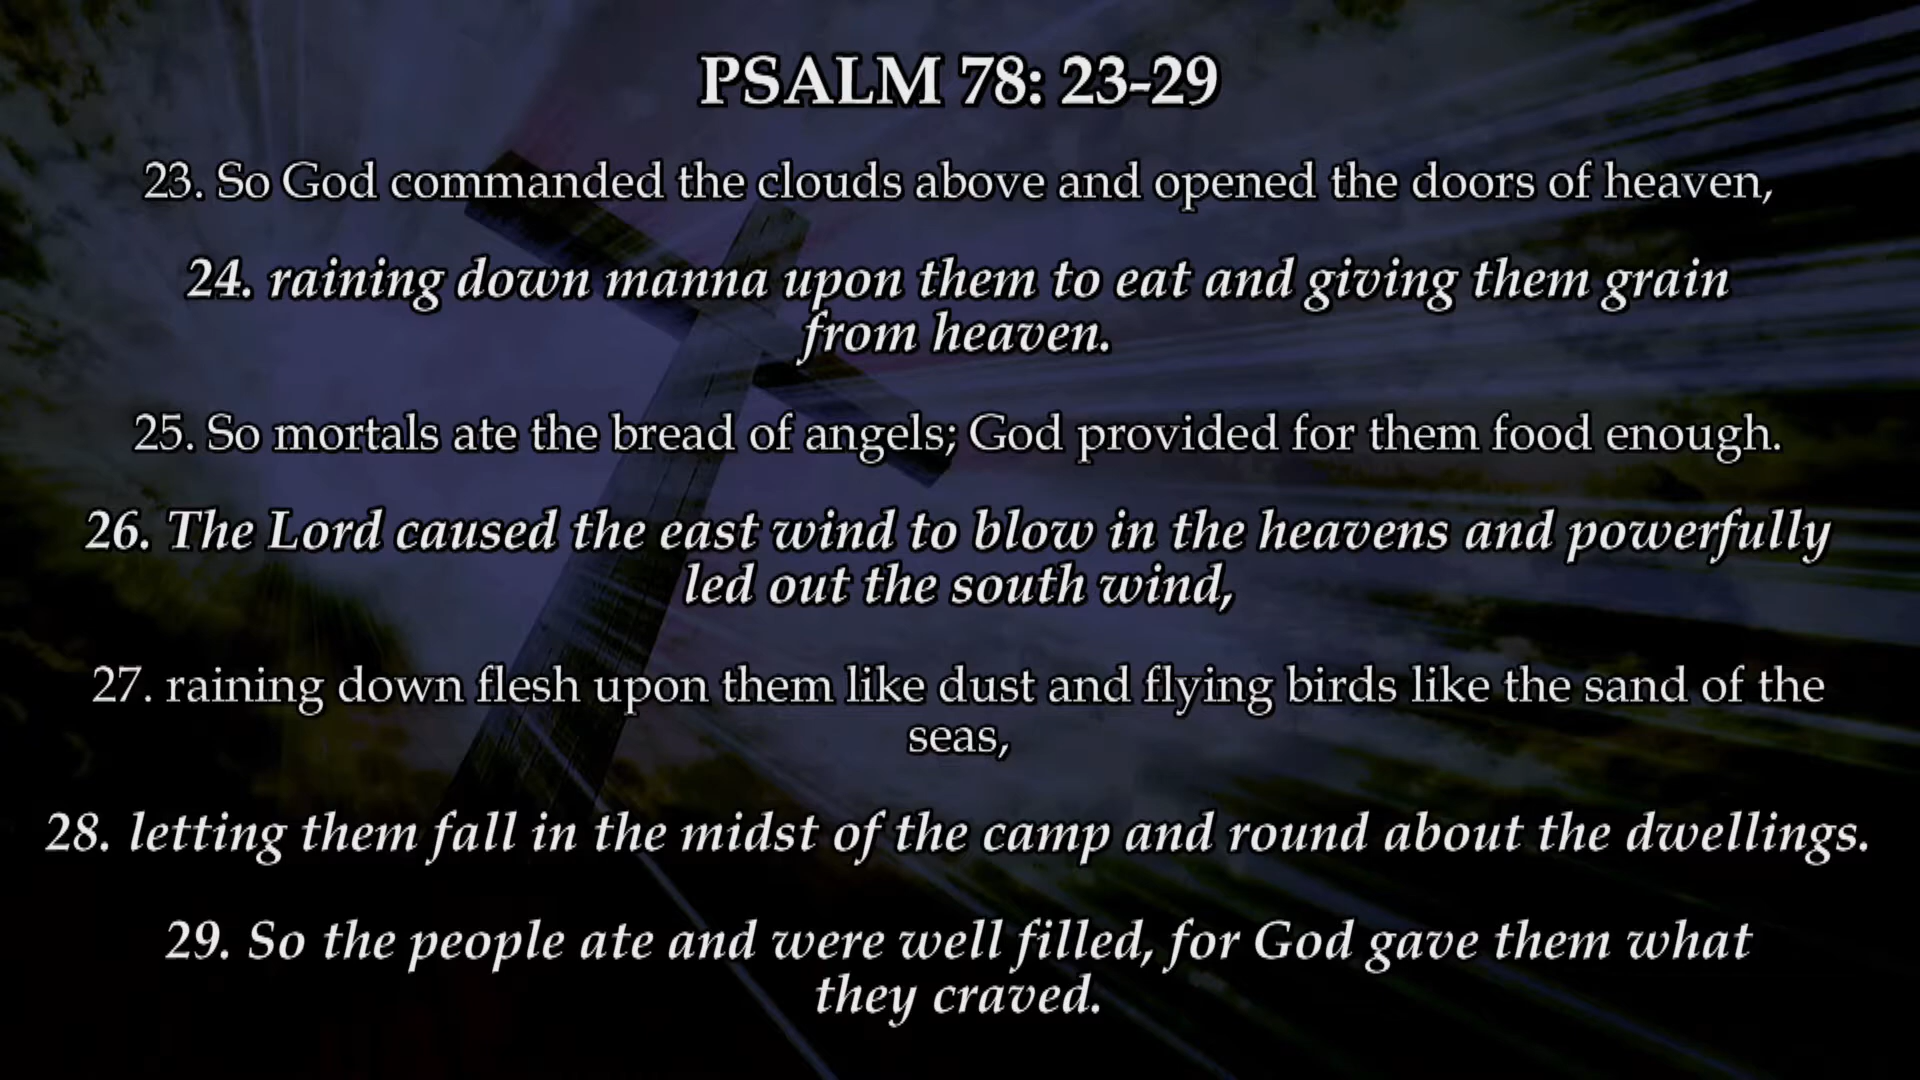 PSALM 78: 23-29
23. So God commanded the clouds above and opened the doors of heaven,
24. raining down manna upon them to eat and giving them grain
from heaven.
25. So mortals ate the bread of angels; God provided for them food enough.
26. The Lord caused the east wind to blow in the heavens and powerfully
led out the south wind,
27. raining down flesh upon them like dust and flying birds like the sand of the
seas,
28. letting them fall in the midst of the camp and round about the dwellings.
29. So the people ate and were well filled, for God gave them what
they craved.